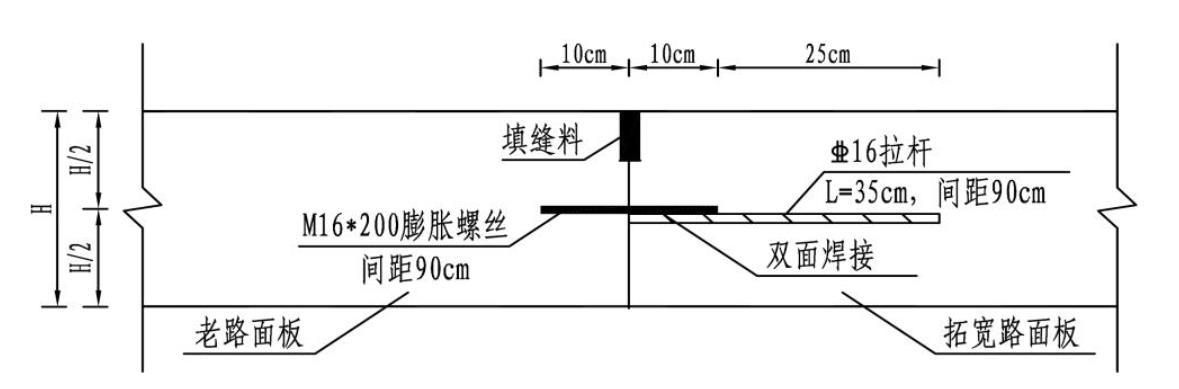 10cm 10cm 25cm
填缝料
Φ16拉杆
L=35cm, 间距90cm
H/2
H
H/2
M16*200膨胀螺丝
间距90cm
双面焊接
老路面板
拓宽路面板